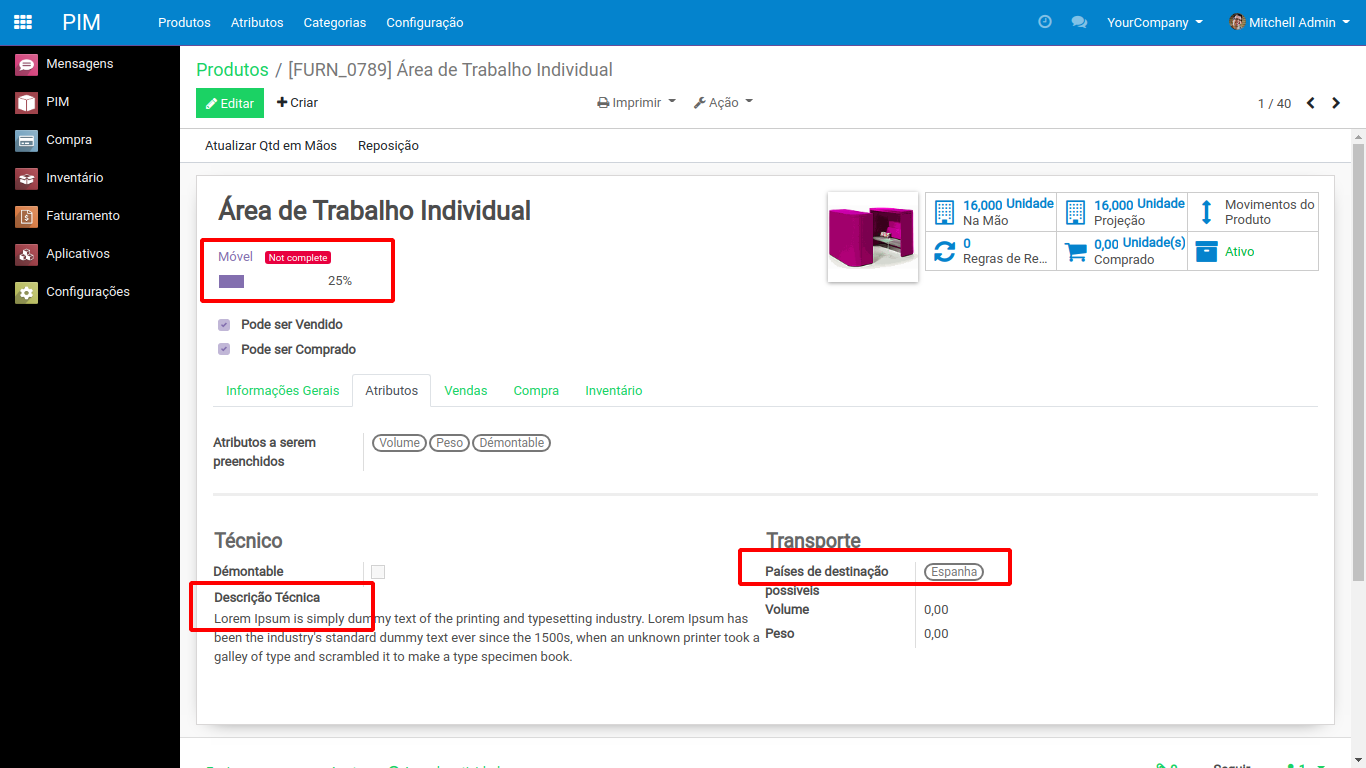 PIM Produtos Atributos Categorias Configuração YourCompany Mitchell Admin
Mensagens
PIM
Compra
Inventário
Faturamento
Aplicativos
Configurações
Produtos / [FURN_0789] Área de Trabalho Individual
Editar Criar Imprimir Ação 1 / 40
Atualizar Qtd em Mãos Reposição
Área de Trabalho Individual
16,000 Unidade
Na Mão
16,000 Unidade
Projeção
Movimentos do
Produto
0
Regras de Re...
0,00 Unidade(s)
Comprado
Ativo
Móvel Not complete
25%
Pode ser Vendido
Pode ser Comprado
Informações Gerais Atributos Vendas Compra Inventário
Atributos a serem
preenchidos
Volume Peso Démontable
Técnico
Démontable
Descrição Técnica
Lorem Ipsum is simply dummy text of the printing and typesetting industry. Lorem Ipsum has
been the industry's standard dummy text ever since the 1500s, when an unknown printer took a
galley of type and scrambled it to make a type specimen book.
Transporte
Países de destinação
possíveis
Espanha
Volume 0,00
Peso 0,00